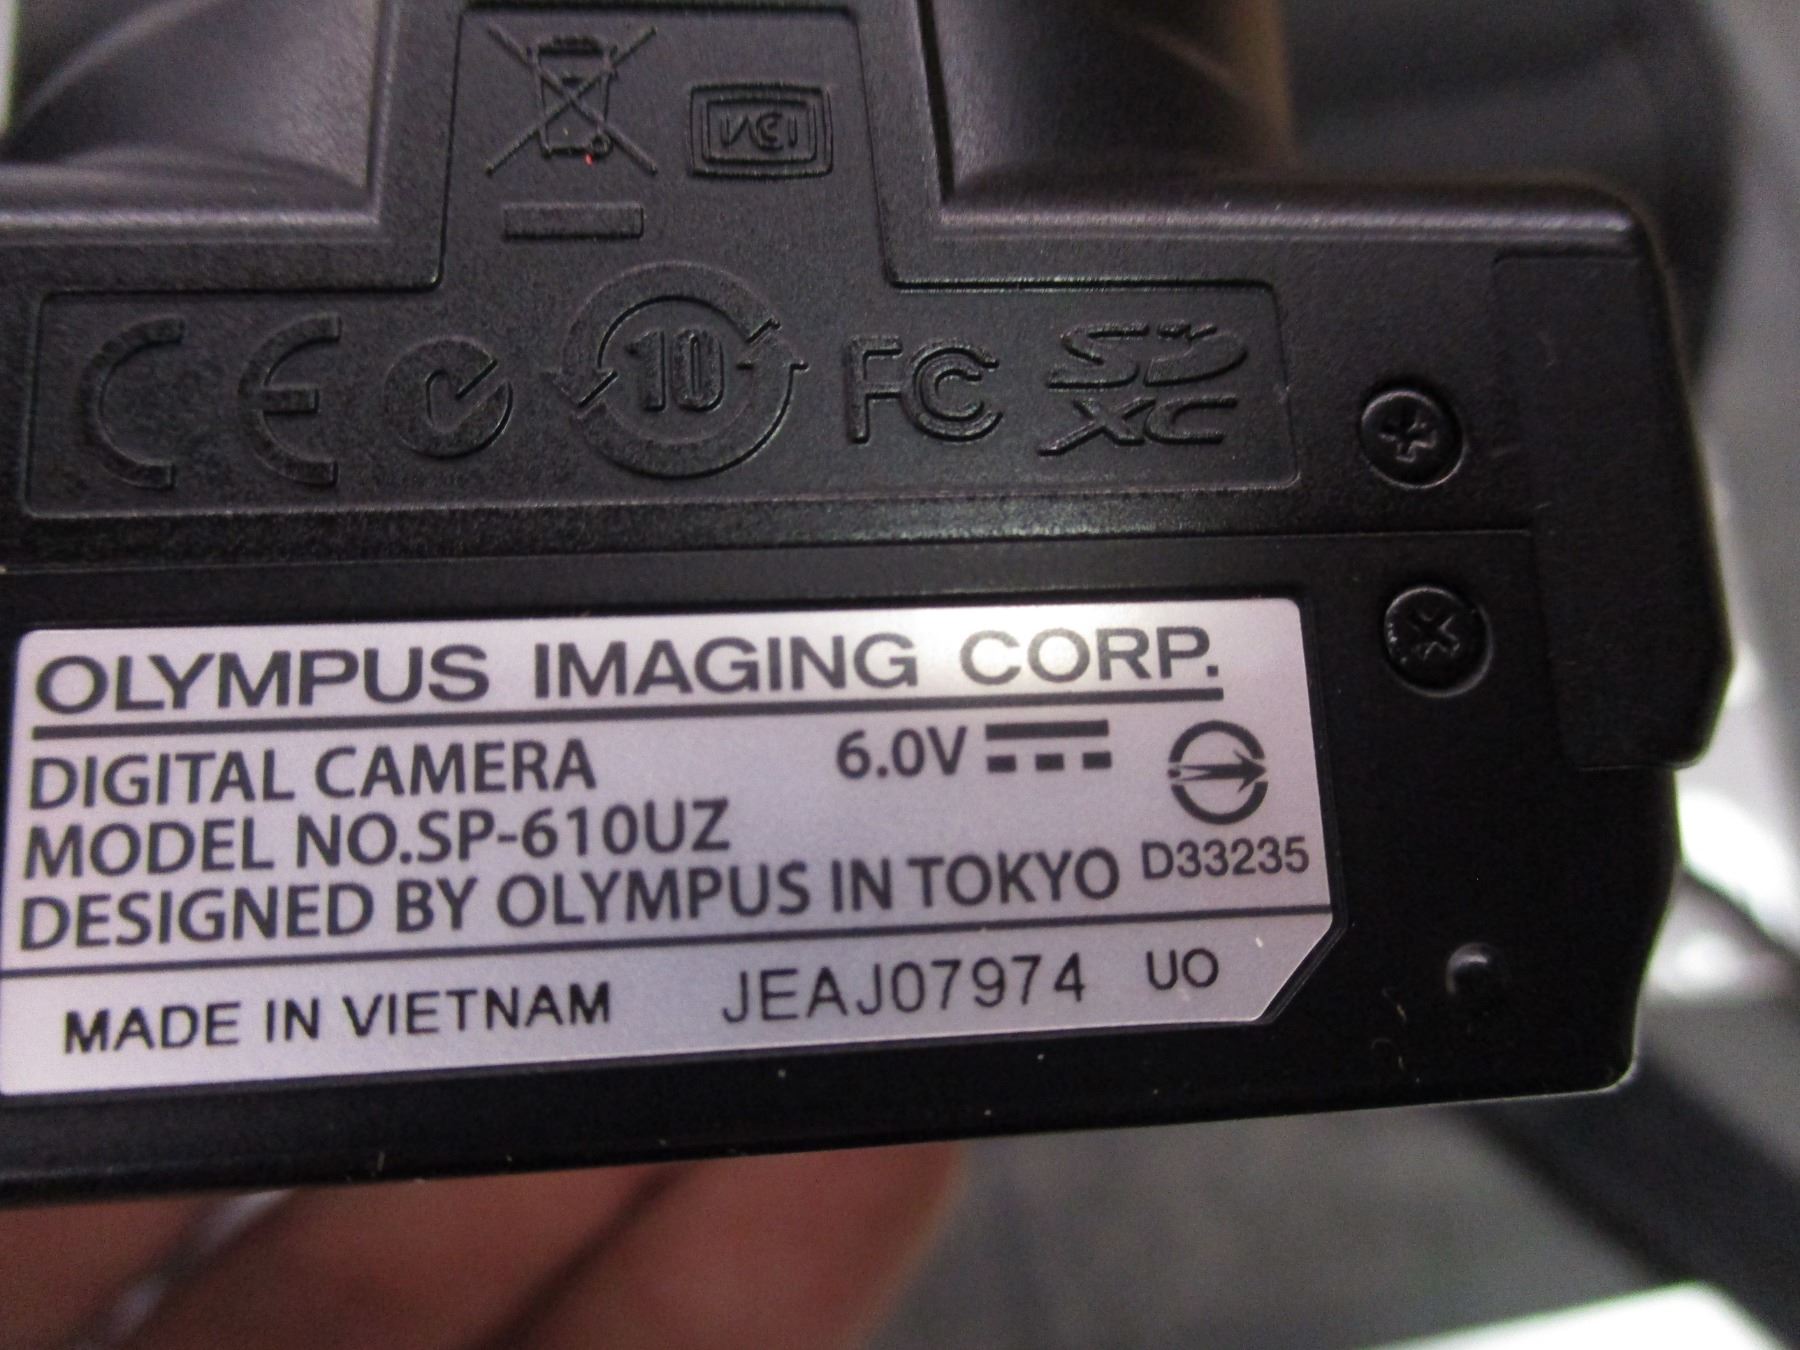 10 FC SD
XC
OLYMPUS IMAGING CORP.
DIGITAL CAMERA 6.0V
MODEL NO.SP-610UZ
DESIGNED BY OLYMPUS IN TOKYO D33235
MADE IN VIETNAM JEAJ07974 UO